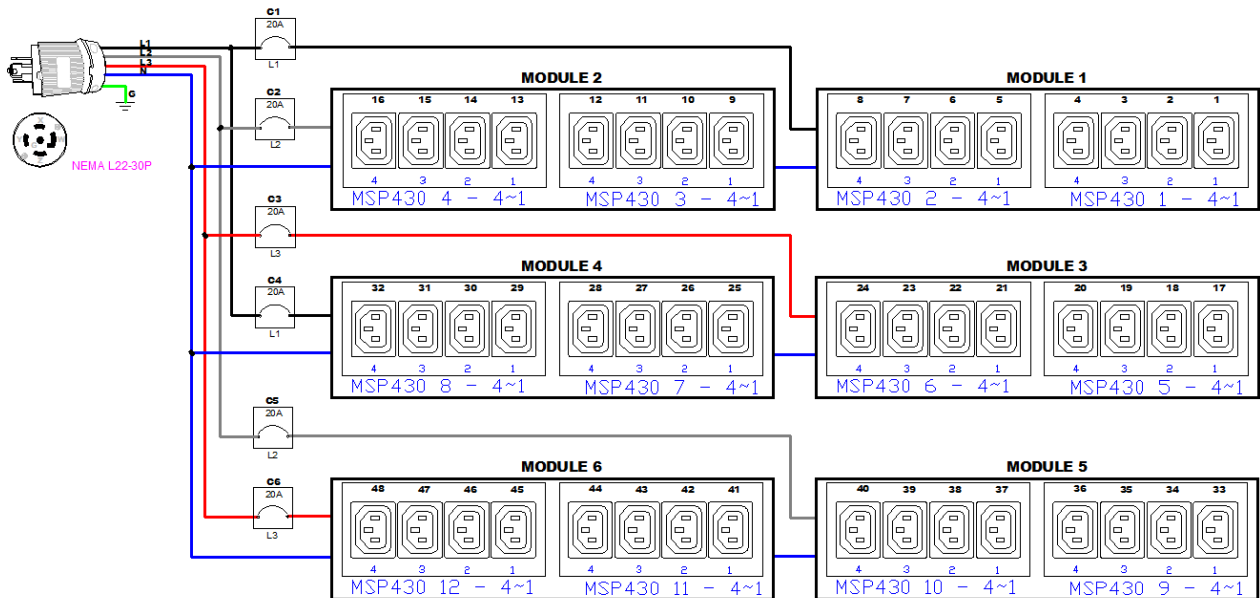 C1
20A
L1
L1
L2
L3
N
G
NEMA L22-30P
C2
20A
L2
MODULE 2
16 15 14 13 12 11 10 9
4 3 2 1 4 3 2 1
MSP430 4 - 4~1 MSP430 3 - 4~1
MODULE 1
8 7 6 5 4 3 2 1
4 3 2 1 4 3 2 1
MSP430 2 - 4~1 MSP430 1 - 4~1
C3
20A
L3
C4
20A
L1
MODULE 4
32 31 30 29 28 27 26 25
4 3 2 1 4 3 2 1
MSP430 8 - 4~1 MSP430 7 - 4~1
MODULE 3
24 23 22 21 20 19 18 17
4 3 2 1 4 3 2 1
MSP430 6 - 4~1 MSP430 5 - 4~1
C5
20A
L2
C6
20A
L3
MODULE 6
48 47 46 45 44 43 42 41
4 3 2 1 4 3 2 1
MSP430 12 - 4~1 MSP430 11 - 4~1
MODULE 5
40 39 38 37 36 35 34 33
4 3 2 1 4 3 2 1
MSP430 10 - 4~1 MSP430 9 - 4~1